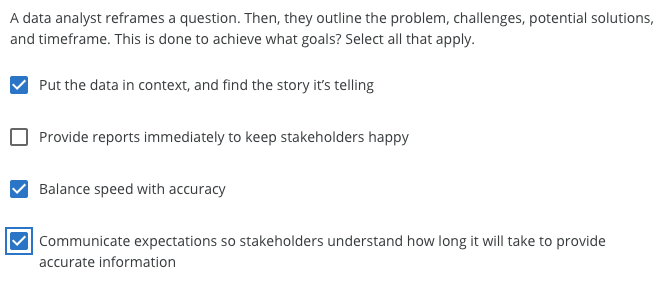 A data analyst reframes a question. Then, they outline the problem, challenges, potential solutions,
and timeframe. This is done to achieve what goals? Select all that apply.
Put the data in context, and find the story it's telling
Provide reports immediately to keep stakeholders happy
Balance speed with accuracy
Communicate expectations so stakeholders understand how long it will take to provide
accurate information